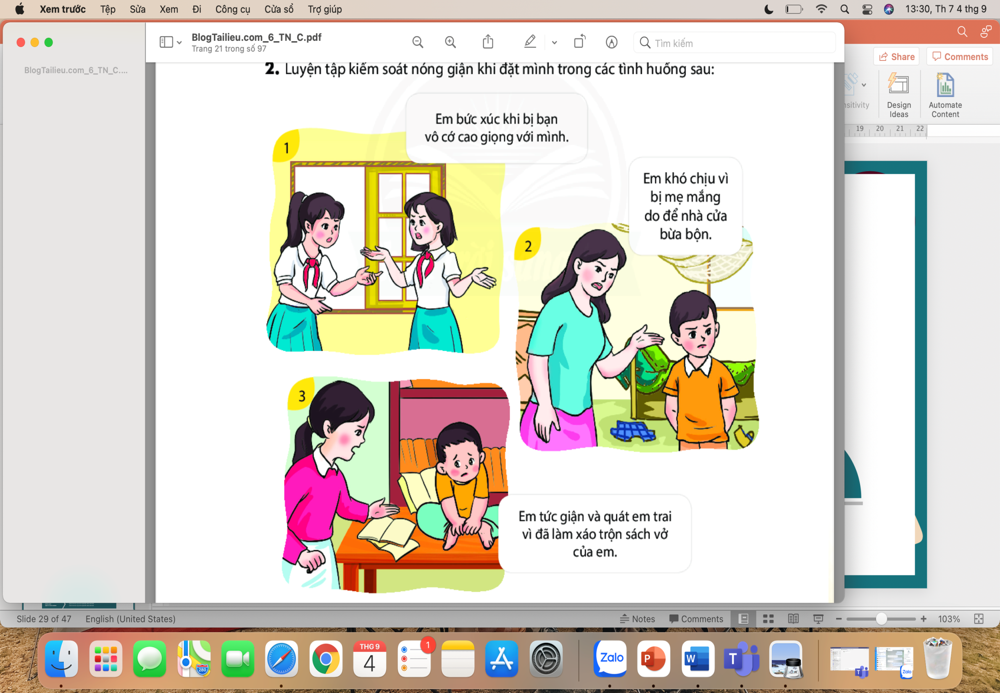 Xem trước Tệp Sửa Xem Đi Công cụ Cửa sổ Trợ giúp
13:30, Th 7 4 thg 9
BlogTailieu.com_6_TN_C.pdf
Trang 21 trong số 97
Tìm kiếm
BlogTailieu.com_6_TN_C....
Share
Comments
nsitivity
Design
Ideas
Automate
Content
19 20 21 22
2. Luyện tập kiểm soát nóng giận khi đặt mình trong các tình huống sau:
1
Em bức xúc khi bị bạn
vô cớ cao giọng với mình.
2
Em khó chịu vì
bị mẹ mắng
do để nhà cửa
bừa bộn.
3
Em tức giận và quát em trai
vì đã làm xáo trộn sách vở
của em.
Slide 29 of 47
English (United States)
Notes
Comments
103%
280
THG 9
4
1
Zalo
P
W
T
T
Zalo